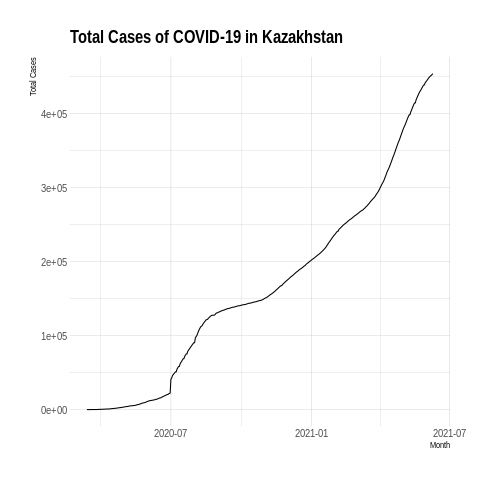 Total Cases of COVID-19 in Kazakhstan
Total Cases
4e+05
3e+05
2e+05
1e+05
0e+00
2020-07
2021-01
2021-07
Month